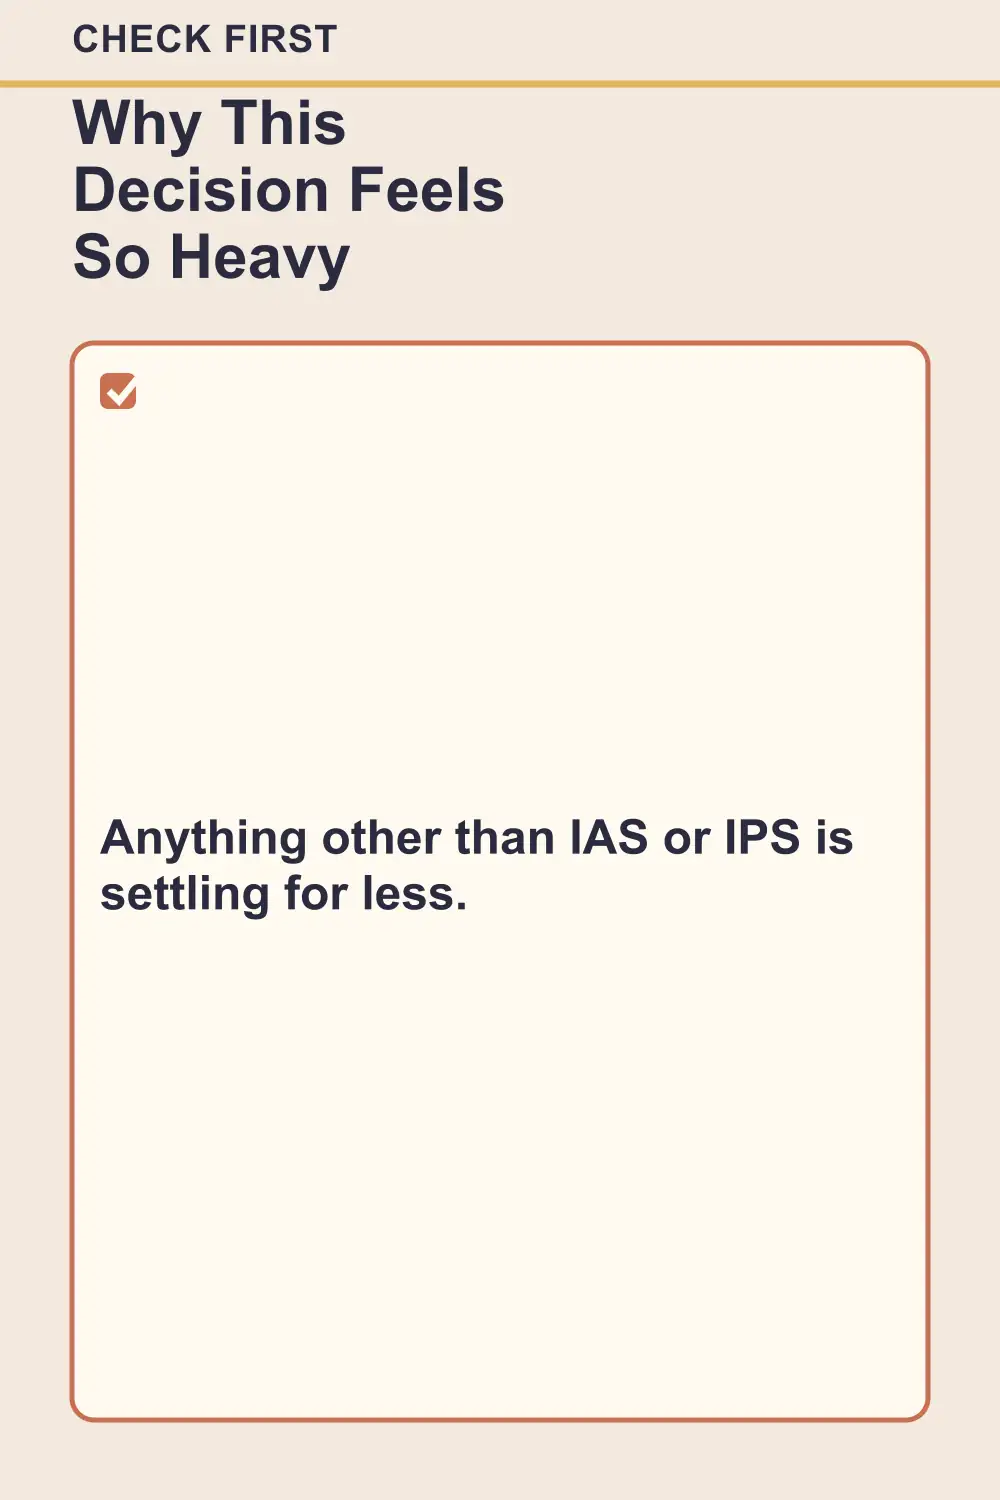 CHECK FIRST
Why This
Decision Feels
So Heavy
Anything other than IAS or IPS is
settling for less.